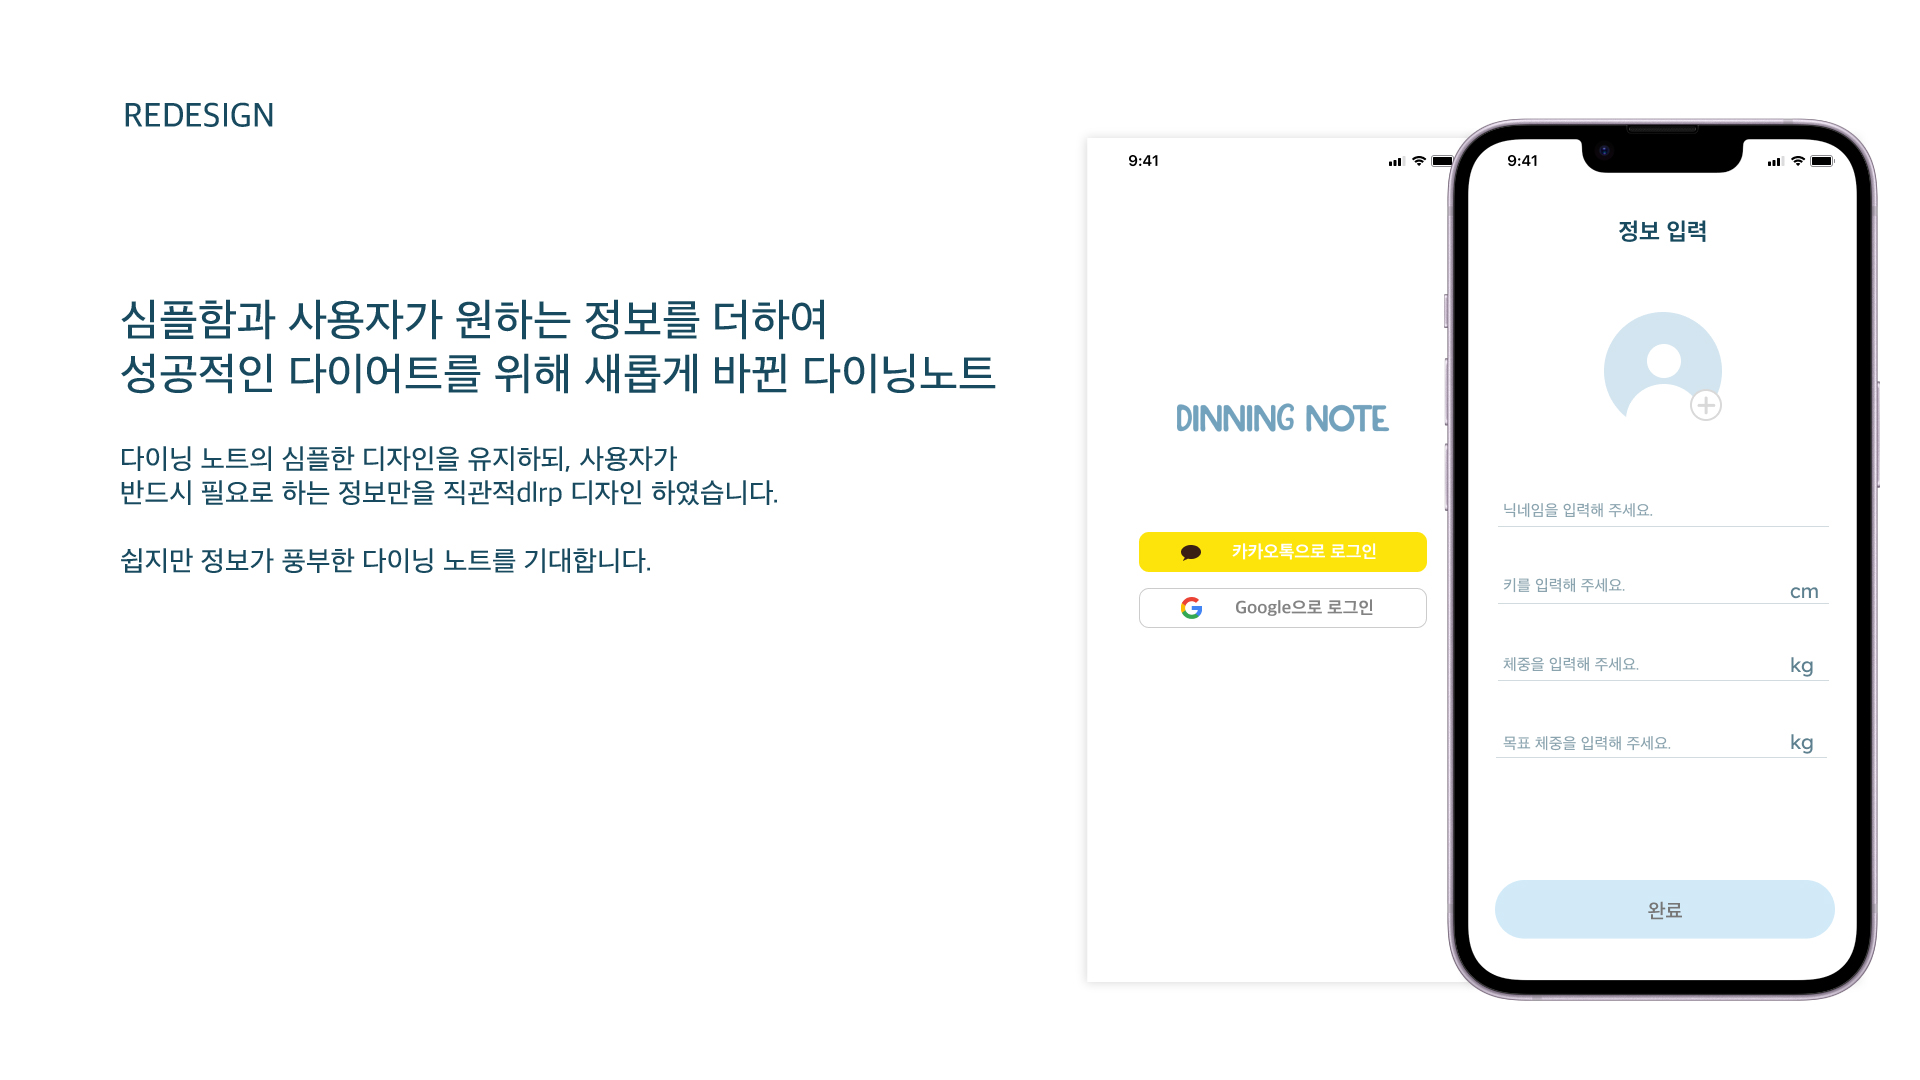 REDESIGN
심플함과 사용자가 원하는 정보를 더하여
성공적인 다이어트를 위해 새롭게 바뀐 다이닝노트
다이닝 노트의 심플한 디자인을 유지하되, 사용자가
반드시 필요로 하는 정보만을 직관적dlrp 디자인 하였습니다.
쉽지만 정보가 풍부한 다이닝 노트를 기대합니다.
9:41
DINNING NOTE
카카오톡으로 로그인
Google으로 로그인
9:41
정보 입력
닉네임을 입력해 주세요.
키를 입력해 주세요. cm
체중을 입력해 주세요. kg
목표 체중을 입력해 주세요. kg
완료